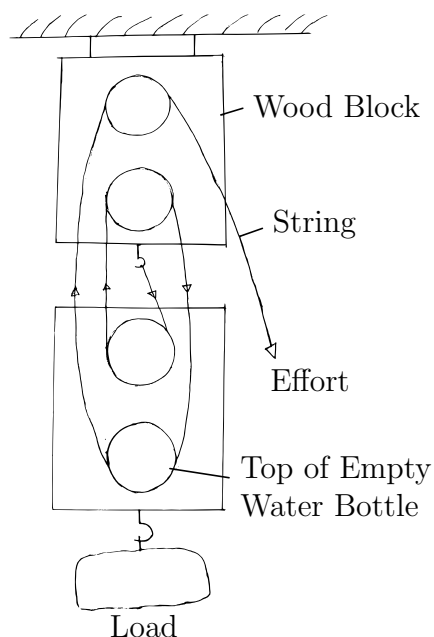 Wood Block
String
Effort
Top of Empty
Water Bottle
Load